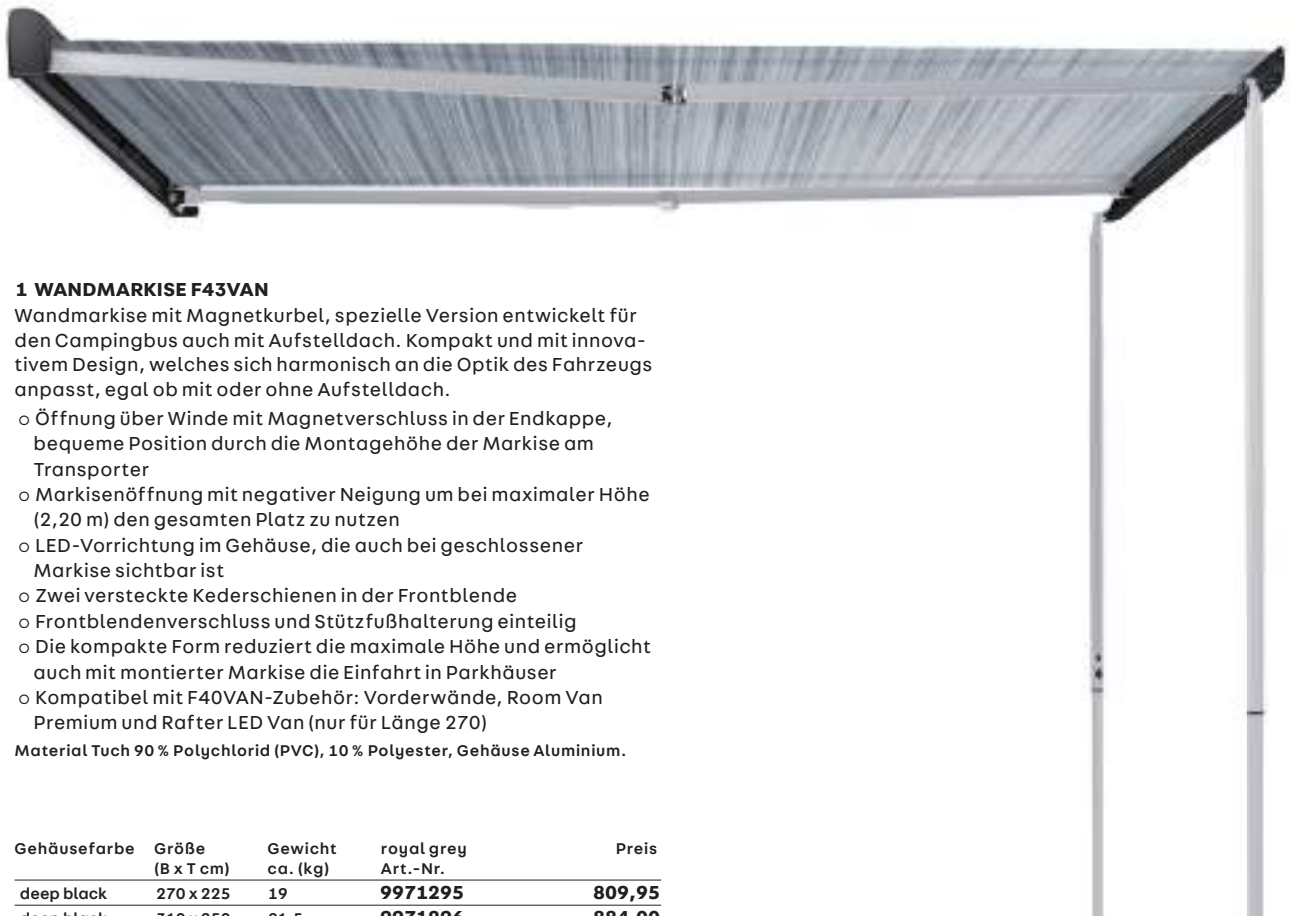 1 WANDMARKISE F43VAN
Wandmarkise mit Magnetkurbel, spezielle Version entwickelt für
den Campingbus auch mit Aufstelldach. Kompakt und mit innova-
tivem Design, welches sich harmonisch an die Optik des Fahrzeugs
anpasst, egal ob mit oder ohne Aufstelldach.
o Öffnung über Winde mit Magnetverschluss in der Endkappe,
bequeme Position durch die Montagehöhe der Markise am
Transporter
o Markisenöffnung mit negativer Neigung um bei maximaler Höhe
(2,20 m) den gesamten Platz zu nutzen
o LED-Vorrichtung im Gehäuse, die auch bei geschlossener
Markise sichtbar ist
o Zwei versteckte Kederschienen in der Frontblende
o Frontblendenverschluss und Stützfußhalterung einteilig
o Die kompakte Form reduziert die maximale Höhe und ermöglicht
auch mit montierter Markise die Einfahrt in Parkhäuser
o Kompatibel mit F40VAN-Zubehör: Vorderwände, Room Van
Premium und Rafter LED Van (nur für Länge 270)
Material Tuch 90 % Polychlorid (PVC), 10 % Polyester, Gehäuse Aluminium.
Gehäusefarbe Größe Gewicht royal grey Preis
(B x T cm) ca. (kg) Art.-Nr.
deep black 270 x 225 19 9971295 809,95
deep black